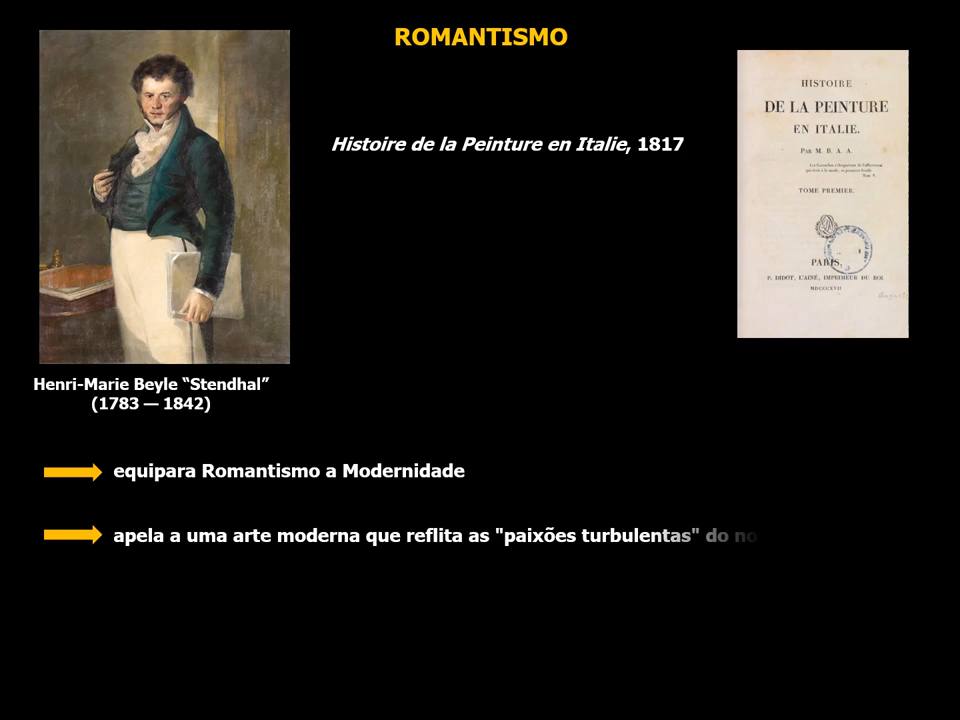 ROMANTISMO
Histoire de la Peinture en Italie, 1817
HISTOIRE
DE LA PEINTURE
EN ITALIE.
PAR M. B. A. A.
TOME PREMIER.
PARIS,
P. DIDOT, L'AINÉ, IMPRIMEUR DU ROI
MDCCCXVII
Henri-Marie Beyle “Stendhal”
(1783 — 1842)
equipara Romantismo a Modernidade
apela a uma arte moderna que reflita as "paixões turbulentas" do no